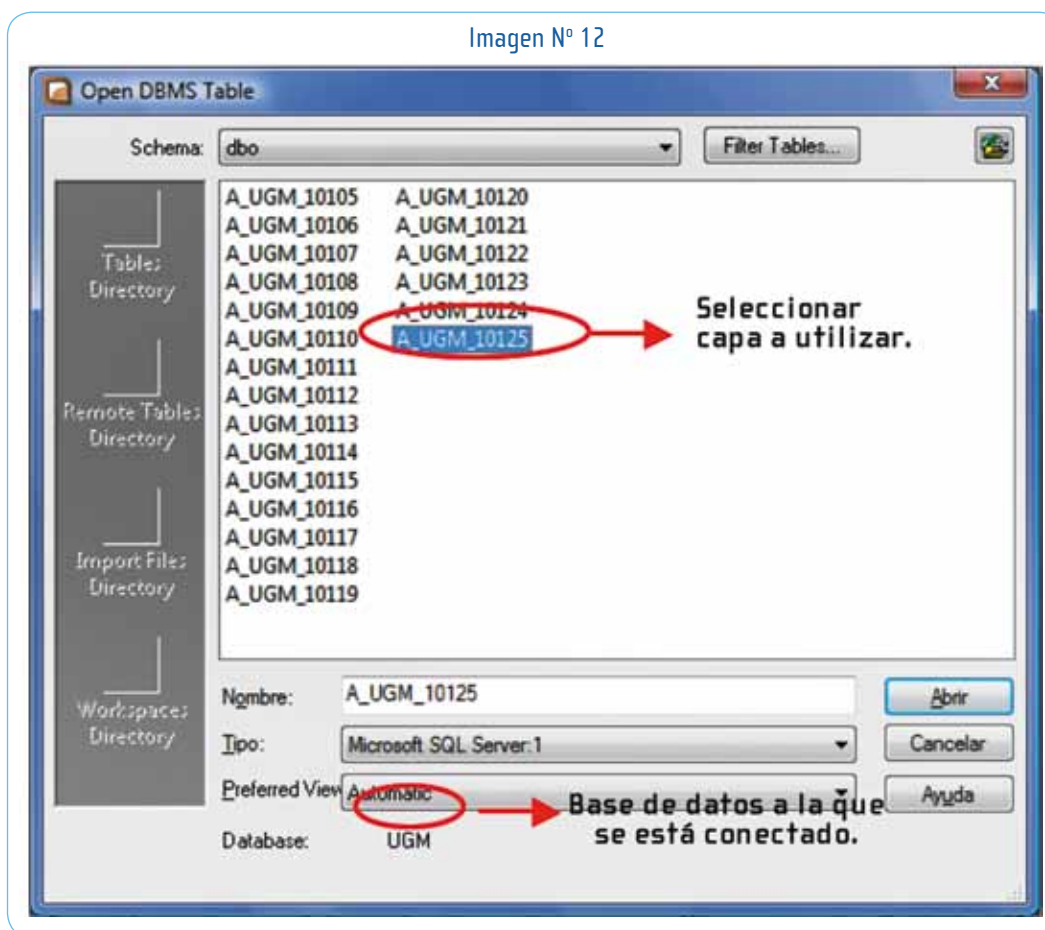 Imagen Nº 12
Open DBMS Table
Schema: dbo Filter Tables...
A_UGM_10105 A_UGM_10120
A_UGM_10106 A_UGM_10121
A_UGM_10107 A_UGM_10122
A_UGM_10108 A_UGM_10123
A_UGM_10109 A_UGM_10124
A_UGM_10110 A_UGM_10125
A_UGM_10111
A_UGM_10112
A_UGM_10113
A_UGM_10114
A_UGM_10115
A_UGM_10116
A_UGM_10117
A_UGM_10118
A_UGM_10119
Tables
Directory
Remote Tables
Directory
Import Files
Directory
Workspaces
Directory
Seleccionar
capa a utilizar.
Nombre: A_UGM_10125 Abrir
Tipo: Microsoft SQL Server:1 Cancelar
Preferred View Automatic Ayuda
Base de datos a la que
se está conectado.
Database: UGM